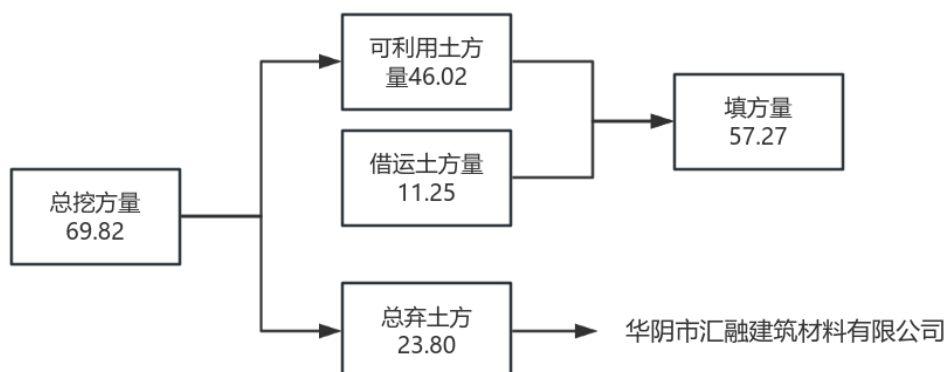 可利用土方
量46.02
填方量
57.27
借运土方量
11.25
总挖方量
69.82
总弃土方
23.80
华阴市汇融建筑材料有限公司